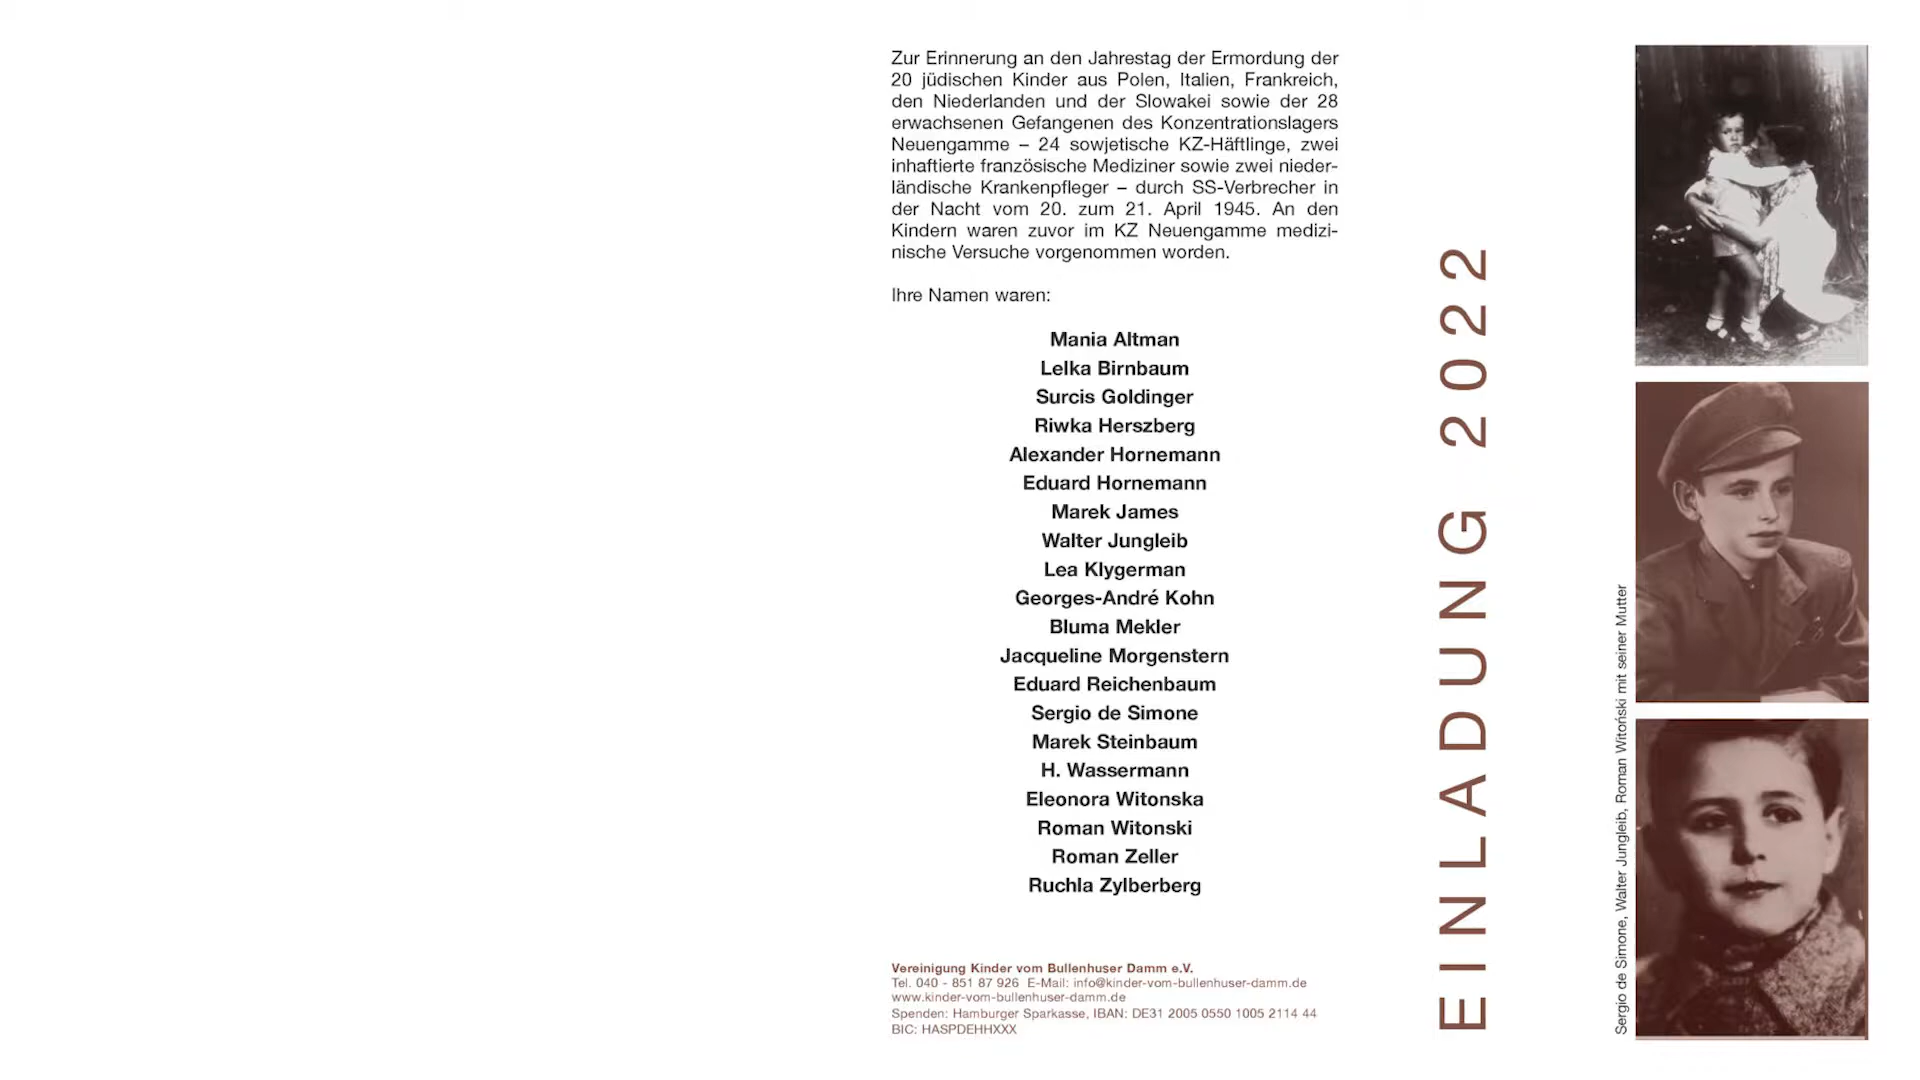 Zur Erinnerung an den Jahrestag der Ermordung der
20 jüdischen Kinder aus Polen, Italien, Frankreich,
den Niederlanden und der Slowakei sowie der 28
erwachsenen Gefangenen des Konzentrationslagers
Neuengamme – 24 sowjetische KZ-Häftlinge, zwei
inhaftierte französische Mediziner sowie zwei nieder-
ländische Krankenpfleger – durch SS-Verbrecher in
der Nacht vom 20. zum 21. April 1945. An den
Kindern waren zuvor im KZ Neuengamme medizi-
nische Versuche vorgenommen worden.
Ihre Namen waren:
Mania Altman
Lelka Birnbaum
Surcis Goldinger
Riwka Herszberg
Alexander Hornemann
Eduard Hornemann
Marek James
Walter Jungleib
Lea Klygerman
Georges-André Kohn
Bluma Mekler
Jacqueline Morgenstern
Eduard Reichenbaum
Sergio de Simone
Marek Steinbaum
H. Wassermann
Eleonora Witonska
Roman Witonski
Roman Zeller
Ruchla Zylberberg
Vereinigung Kinder vom Bullenhuser Damm e.V.
Tel. 040 - 851 87 926 E-Mail: info@kinder-vom-bullenhuser-damm.de
www.kinder-vom-bullenhuser-damm.de
Spenden: Hamburger Sparkasse, IBAN: DE31 2005 0550 1005 2114 44
BIC: HASPDEHHXXX
EINLADUNG 2022
Sergio de Simone, Walter Jungleib, Roman Witoński mit seiner Mutter